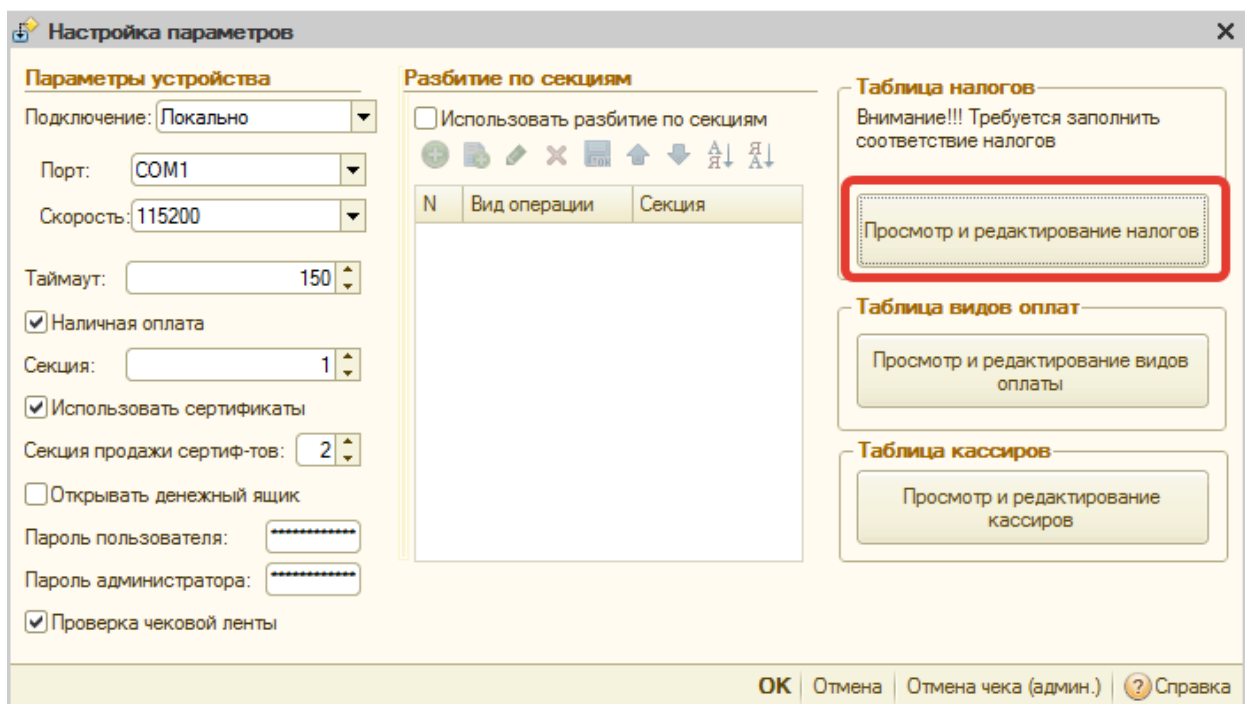 Настройка параметров
Параметры устройства
Подключение: Локально
Порт: COM1
Скорость: 115200
Таймаут: 150
Наличная оплата
Секция: 1
Использовать сертификаты
Секция продажи сертиф-тов: 2
Открывать денежный ящик
Пароль пользователя: ************
Пароль администратора: ************
Проверка чековой ленты
Разбитие по секциям
Использовать разбитие по секциям
N Вид операции Секция
Таблица налогов
Внимание!!! Требуется заполнить
соответствие налогов
Просмотр и редактирование налогов
Таблица видов оплат
Просмотр и редактирование видов
оплаты
Таблица кассиров
Просмотр и редактирование
кассиров
OK Отмена Отмена чека (админ.) ? Справка